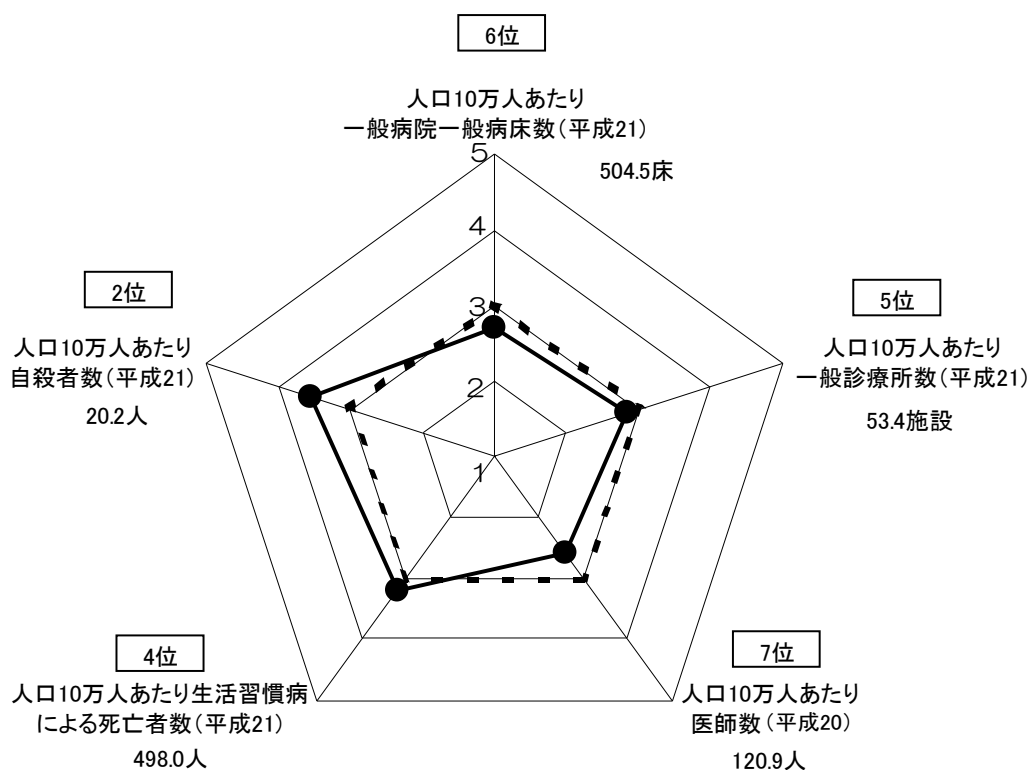 6位
人口10万人あたり
一般病院一般病床数(平成21)
504.5床
5
4
3
2
1
2位
人口10万人あたり
自殺者数(平成21)
20.2人
5位
人口10万人あたり
一般診療所数(平成21)
53.4施設
4位
人口10万人あたり生活習慣病
による死亡者数(平成21)
498.0人
7位
人口10万人あたり
医師数(平成20)
120.9人